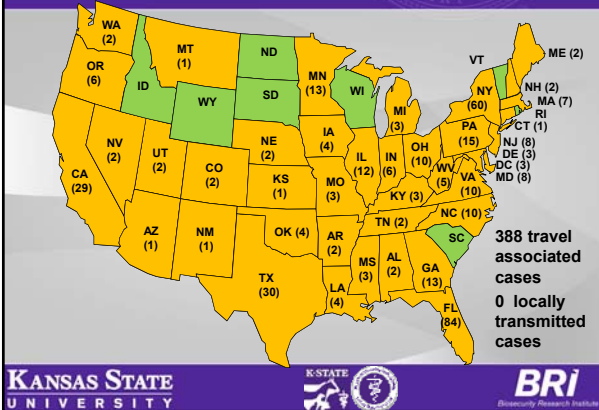 WA
(2)
OR
(6)
MT
(1)
ID
ND
SD
WY
MN
(13)
WI
VT
ME (2)
NH (2)
MA (7)
RI
CT (1)
NY
(60)
MI
(3)
PA
(15)
NJ (8)
DE (3)
DC (3)
MD (8)
NV
(2)
UT
(2)
CA
(29)
CO
(2)
NE
(2)
KS
(1)
IA
(4)
MO
(3)
IL
(12)
IN
(6)
OH
(10)
WV
(5)
VA
(10)
KY (3)
NC (10)
TN (2)
SC
AZ
(1)
NM
(1)
OK (4)
AR
(2)
TX
(30)
LA
(4)
MS
(3)
AL
(2)
GA
(13)
FL
(84)
388 travel
associated
cases
0 locally
transmitted
cases
KANSAS STATE
UNIVERSITY
K-STATE
BRi
Biosecurity Research Institute